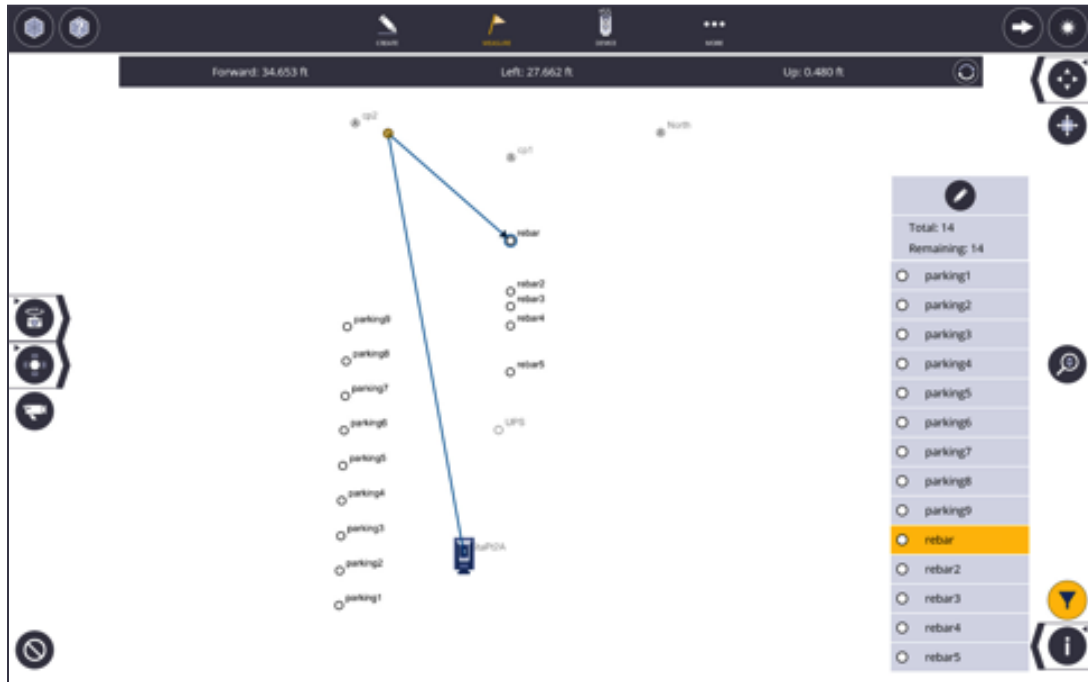 CREATE
MEASURE
DEVICE
MORE
Forward: 34.653 ft
Left: 27.662 ft
Up: 0.480 ft
cp2
North
cp1
rebar
rebar2
rebar3
parking9
rebar4
parking8
rebar5
parking7
parking6
UPS
parking5
parking4
parking3
parking2
parking1
Total: 14
Remaining: 14
parking1
parking2
parking3
parking4
parking5
parking6
parking7
parking8
parking9
rebar
rebar2
rebar3
rebar4
rebar5